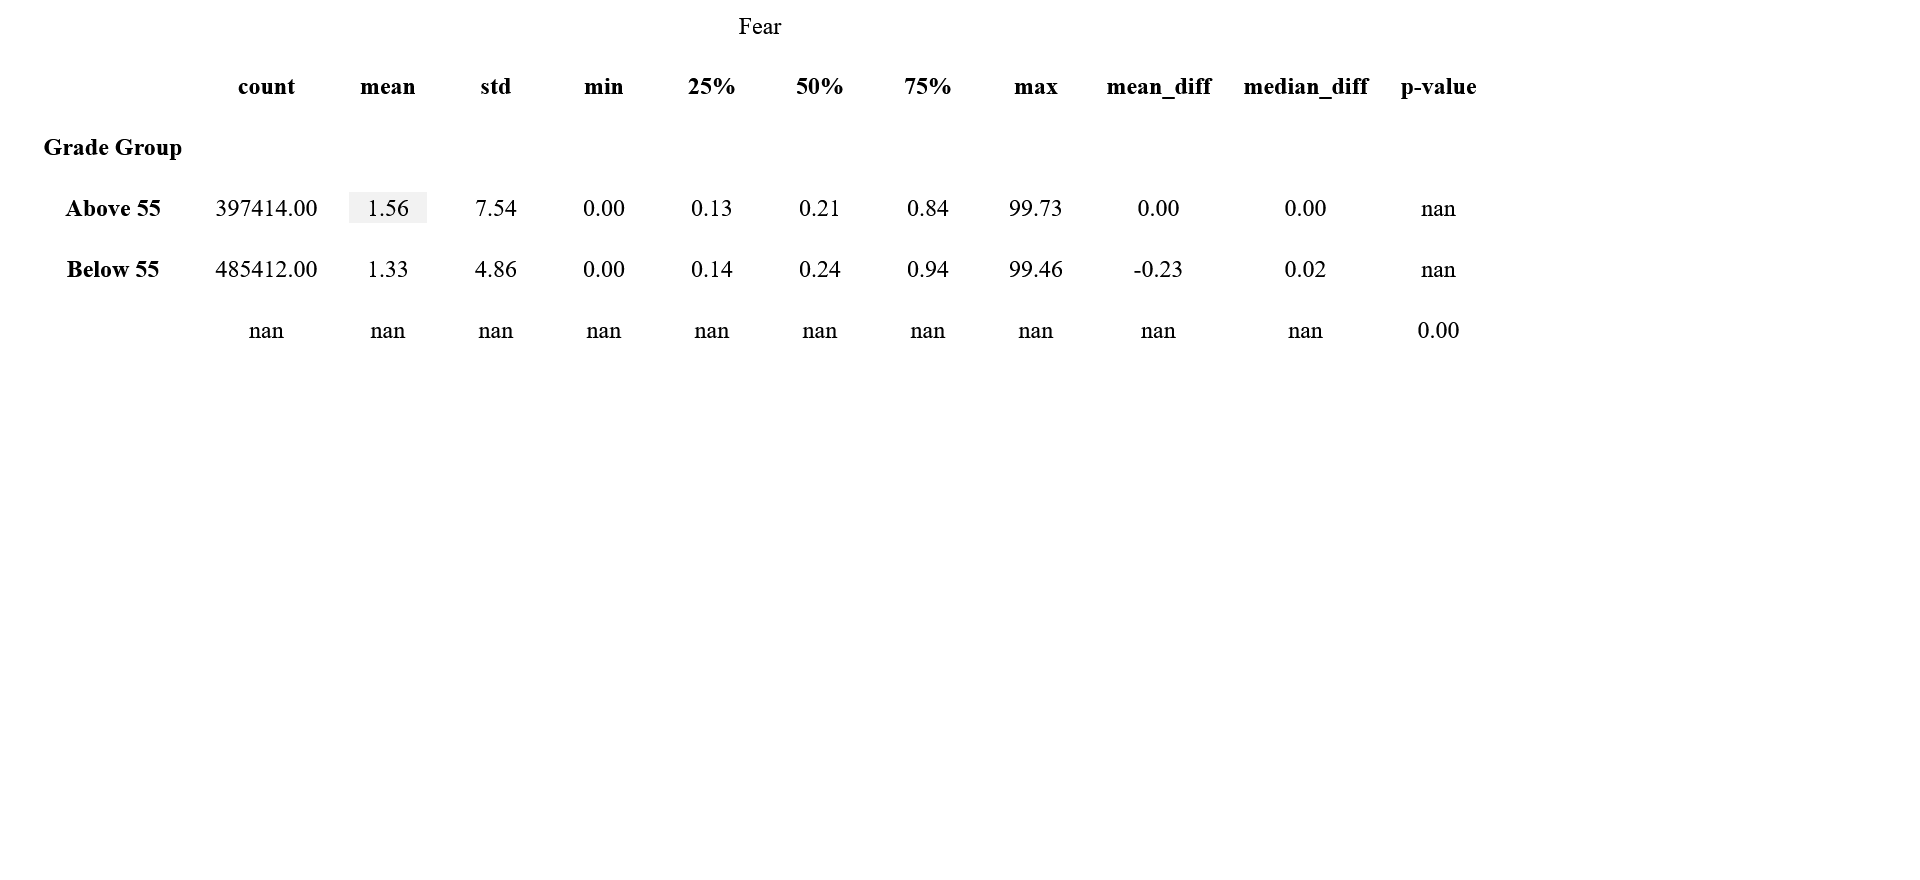 Fear
count mean std min 25% 50% 75% max mean_diff median_diff p-value
Grade Group
Above 55 397414.00 1.56 7.54 0.00 0.13 0.21 0.84 99.73 0.00 0.00 nan
Below 55 485412.00 1.33 4.86 0.00 0.14 0.24 0.94 99.46 -0.23 0.02 nan
nan nan nan nan nan nan nan nan nan nan 0.00